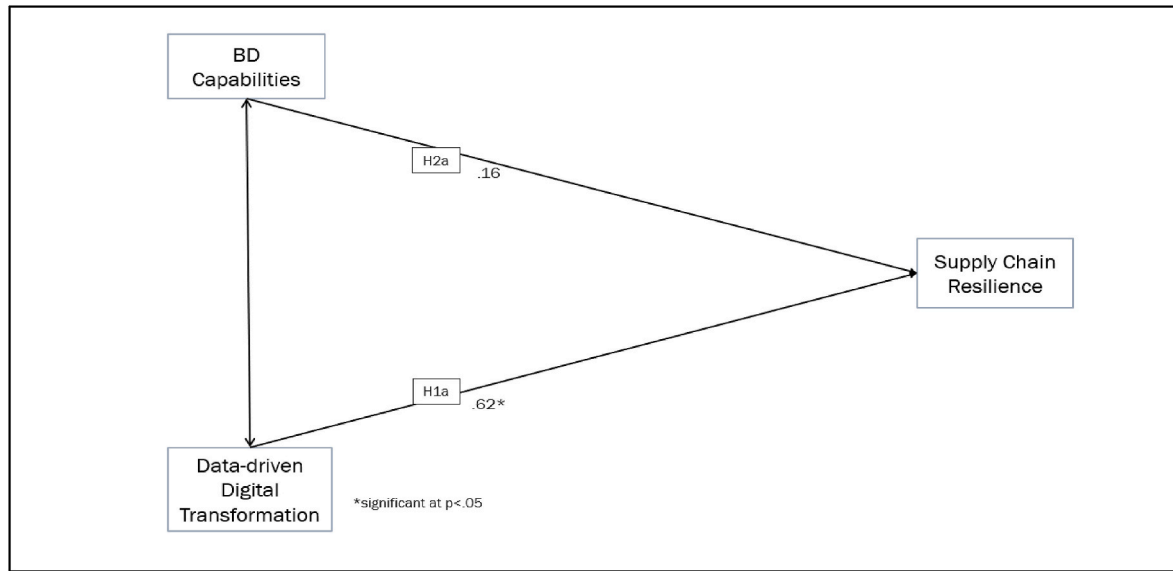 BD
Capabilities
H2a
.16
Supply Chain
Resilience
H1a
.62*
Data-driven
Digital
Transformation
*significant at p<.05